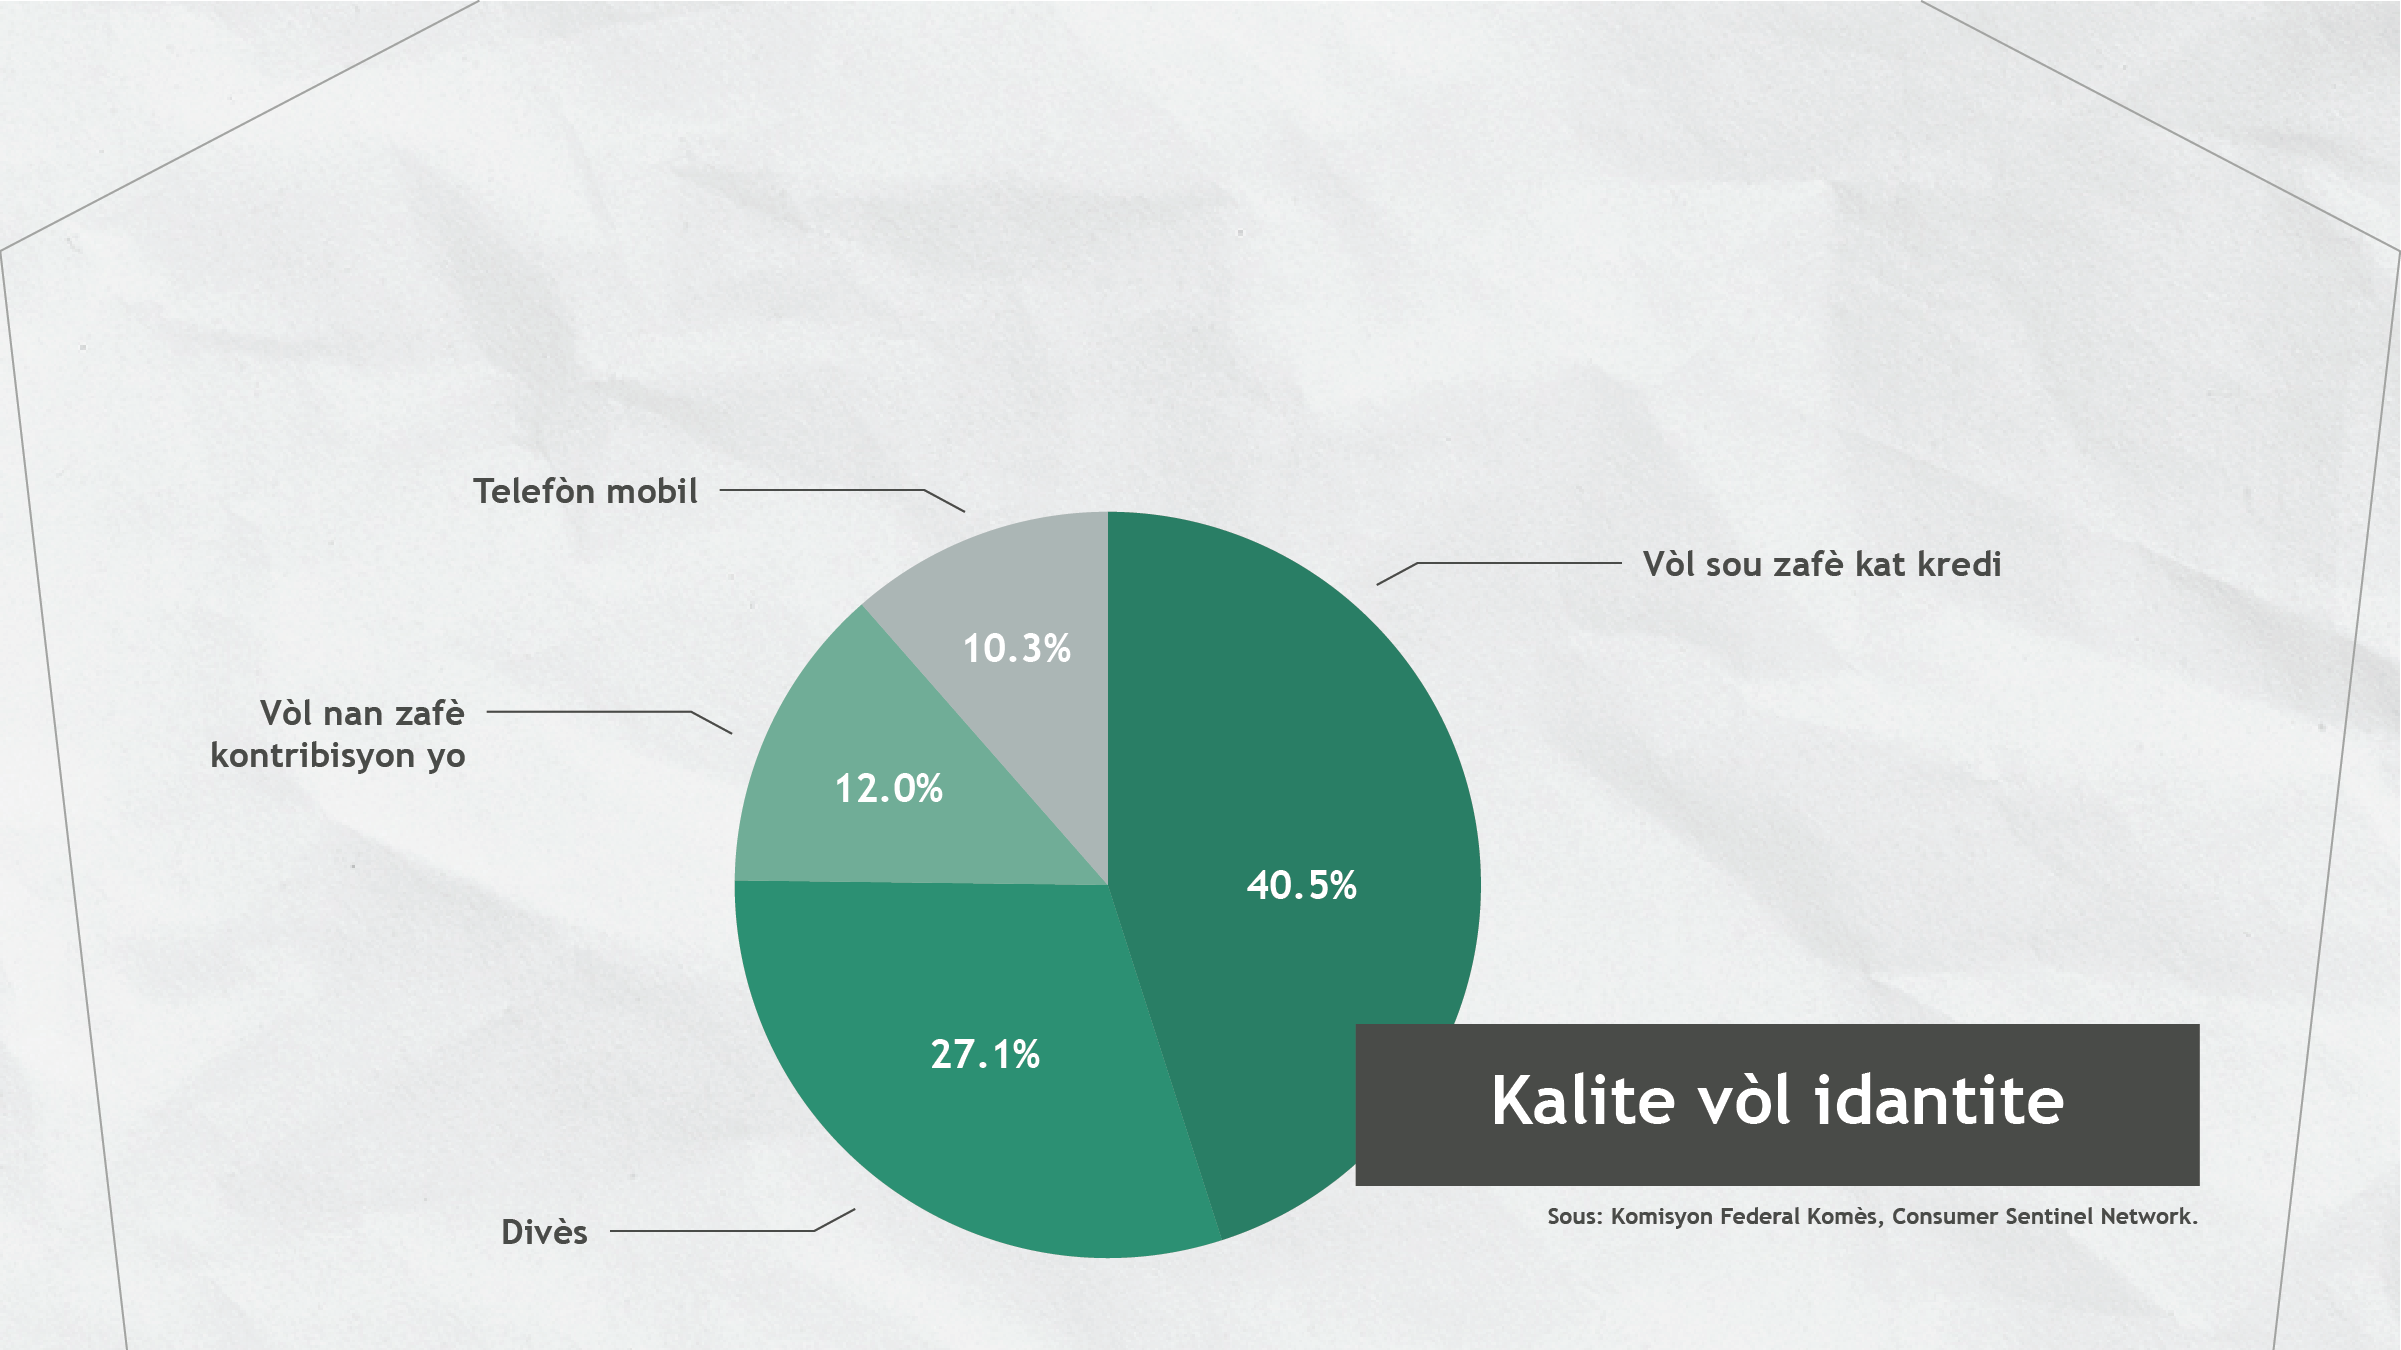 Telefòn mobil
Vòl sou zafè kat kredi
10.3%
Vòl nan zafè
kontribisyon yo
12.0%
40.5%
27.1%
Kalite vòl idantite
Sous: Komisyon Federal Komès, Consumer Sentinel Network.
Divès